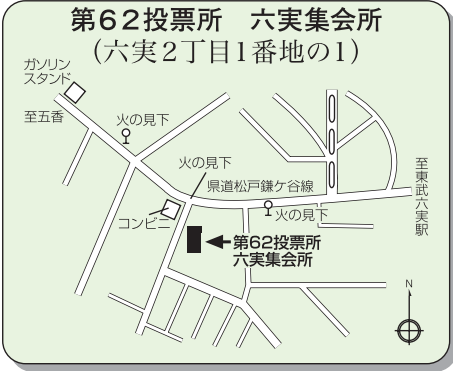 第62投票所　六実集会所
（六実2丁目1番地の1）
ガソリン
スタンド
至五香
火の見下
火の見下
県道松戸鎌ケ谷線
至東武六実駅
コンビニ
火の見下
第62投票所
六実集会所
N